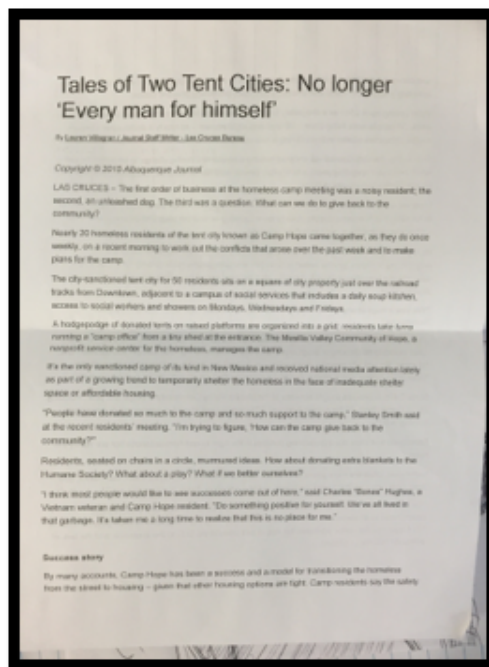 Tales of Two Tent Cities: No longer
'Every man for himself'
By Lauren Villagran / Journal Staff Writer - Las Cruces Bureau
Copyright © 2015 Albuquerque Journal
LAS CRUCES – The first order of business at the homeless camp meeting was a noisy resident; the
second, an unleashed dog. The third was a question: What can we do to give back to the
community?
Nearly 20 homeless residents of the tent city known as Camp Hope came together, as they do once
weekly, on a recent morning to work out the conflicts that arose over the past week and to make
plans for the camp.
The city-sanctioned tent city for 50 residents sits on a square of city property just over the railroad
tracks from Downtown, adjacent to a campus of social services that includes a daily soup kitchen,
access to social workers and showers on Mondays, Wednesdays and Fridays.
A hodgepodge of donated tents on raised platforms are organized into a grid; residents take turns
running a "camp office" from a tiny shed at the entrance. The Mesilla Valley Community of Hope, a
nonprofit service center for the homeless, manages the camp.
It's the only sanctioned camp of its kind in New Mexico and received national media attention lately
as part of a growing trend to temporarily shelter the homeless in the face of inadequate shelter
space or affordable housing.
"People have donated so much to the camp and so much support to the camp," Stanley Smith said
at the recent residents' meeting. "I'm trying to figure, 'How can the camp give back to the
community?'"
Residents, seated on chairs in a circle, murmured ideas. How about donating extra blankets to the
Humane Society? What about a play? What if we better ourselves?
"I think most people would like to see successes come out of here," said Charles "Bones" Hughes, a
Vietnam veteran and Camp Hope resident. "Do something positive for yourself. We've all lived in
that garbage. It's taken me a long time to realize that this is no place for me."
Success story
By many accounts, Camp Hope has been a success and a model for transitioning the homeless
from the street to housing – given that other housing options are tight. Camp residents say the safety